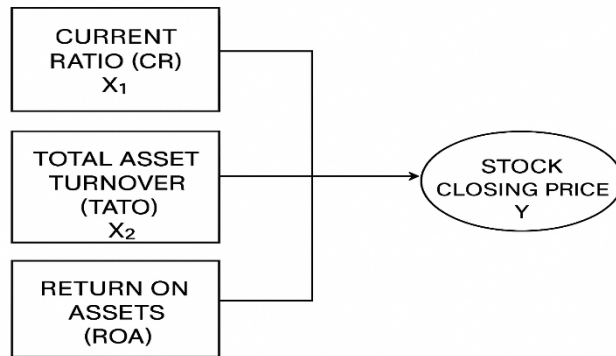 CURRENT
RATIO (CR)
X₁
TOTAL ASSET
TURNOVER
(TATO)
X₂
RETURN ON
ASSETS
(ROA)
STOCK
CLOSING PRICE
Y